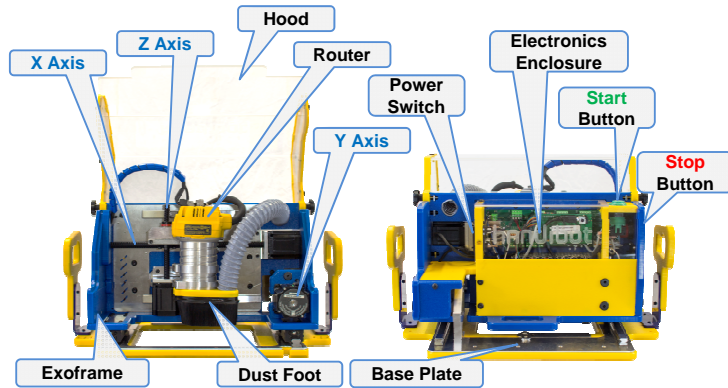 Hood
Z Axis
Router
X Axis
Electronics
Enclosure
Power
Switch
Start
Button
Y Axis
Stop
Button
Exoframe
Dust Foot
Base Plate